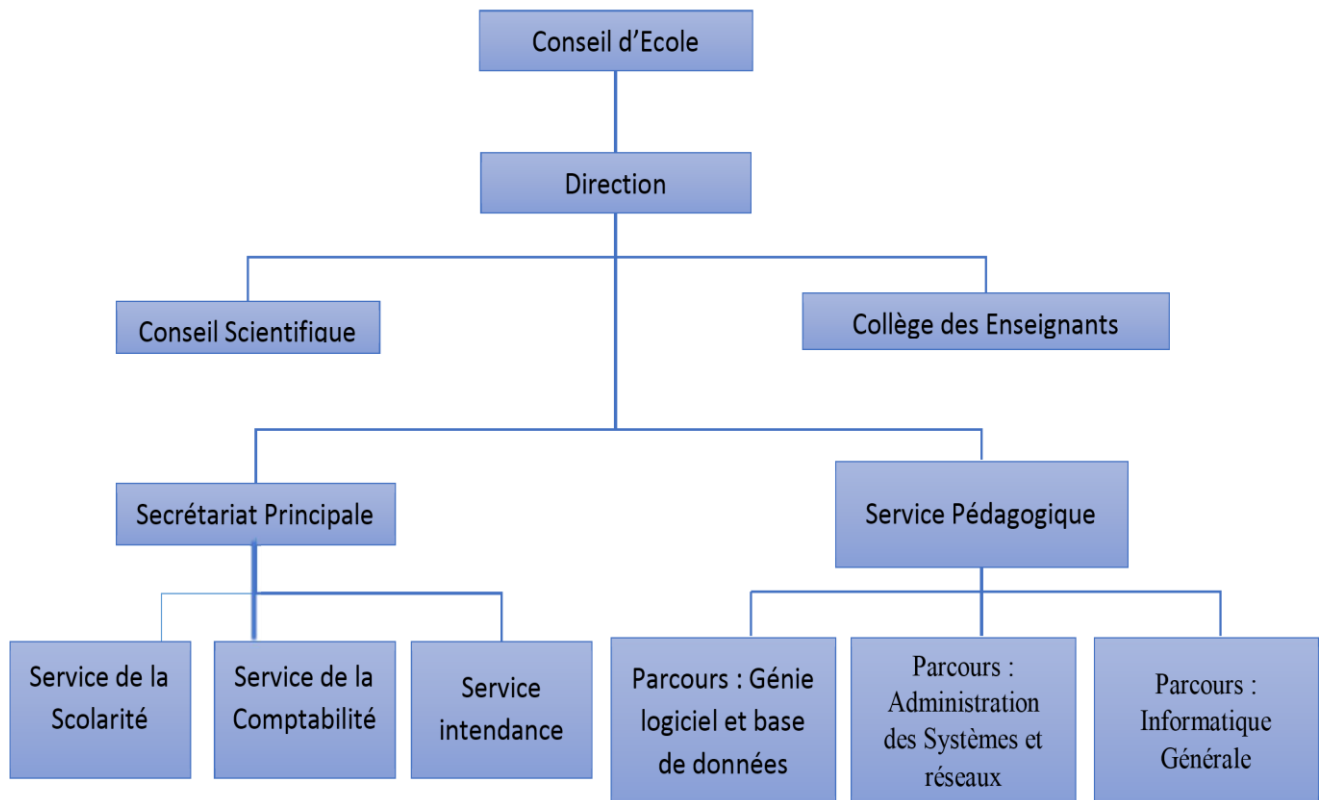 Conseil d’Ecole
Direction
Conseil Scientifique
Collège des Enseignants
Secrétariat Principale
Service Pédagogique
Service de la
Scolarité
Service de la
Comptabilité
Service
intendance
Parcours : Génie
logiciel et base
de données
Parcours :
Administration
des Systèmes et
réseaux
Parcours :
Informatique
Générale